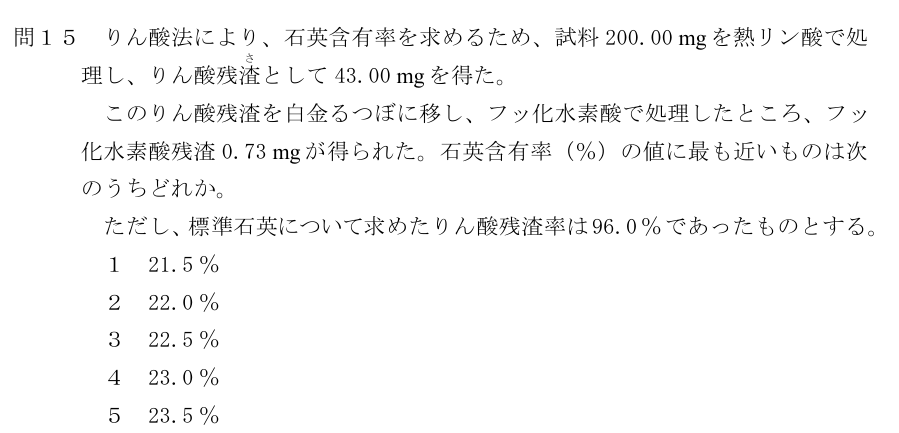 問１５　りん酸法により、石英含有率を求めるため、試料 200.00 mg を熱リン酸で処
理し、りん酸残渣さとして 43.00 mg を得た。
このりん酸残渣を白金るつぼに移し、フッ化水素酸で処理したところ、フッ
化水素酸残渣 0.73 mg が得られた。石英含有率（％）の値に最も近いものは次
のうちどれか。
ただし、標準石英について求めたりん酸残渣率は 96.0％であったものとする。
１　21.5％
２　22.0％
３　22.5％
４　23.0％
５　23.5％